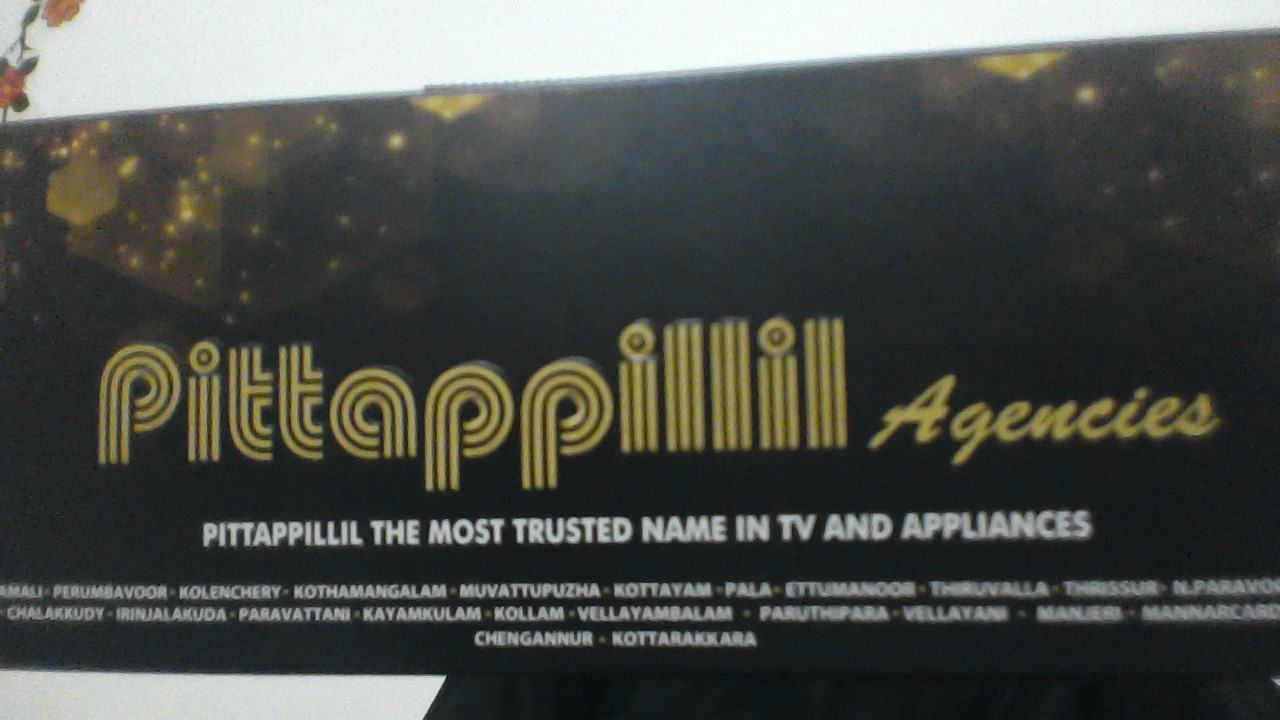 Pittappillil Agencies
PITTAPPILLIL THE MOST TRUSTED NAME IN TV AND APPLIANCES
PERUMBAVOOR · KOLENCHERY · KOTHAMANGALAM · MUVATTUPUZHA · KOTTAYAM · PALA · ETTUMANOOR · THIRUVALLA · THRISSUR ·
CHALAKKUDY · IRINJALAKUDA · PARAVATTANI · KAYAMKULAM · KOLLAM · VELLAYAMBALAM · PARUTHIPARA · VELLAYANI · MANJERI ·
CHENGANNUR · KOTTARAKKARA